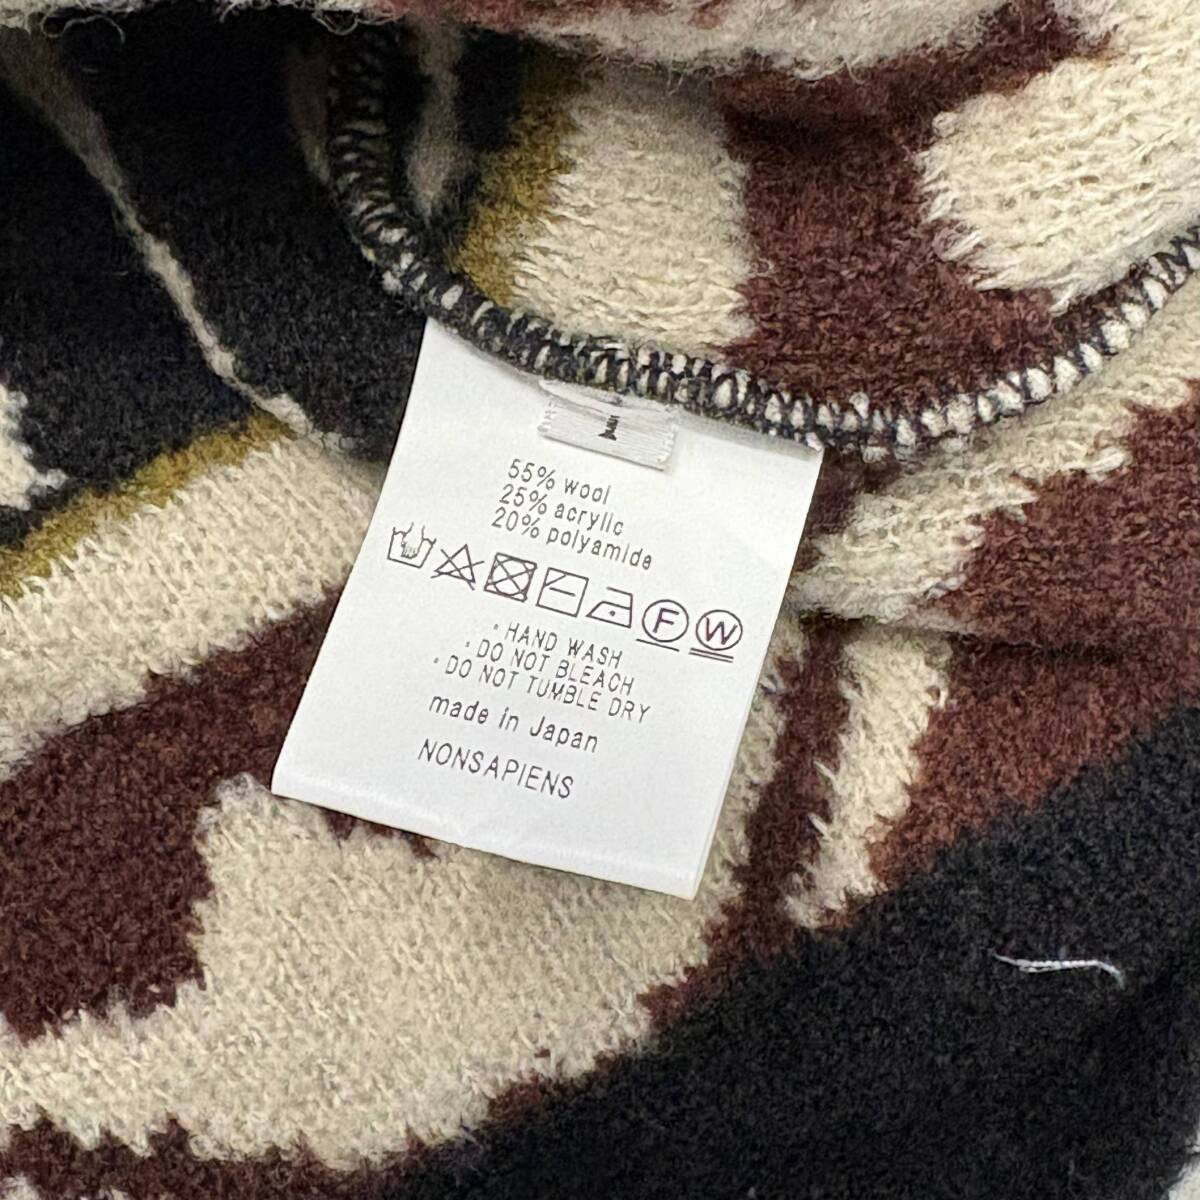 1
55% wool
25% acrylic
20% polyamide
F W
• HAND WASH
• DO NOT BLEACH
• DO NOT TUMBLE DRY
made in Japan
NONSAPIENS